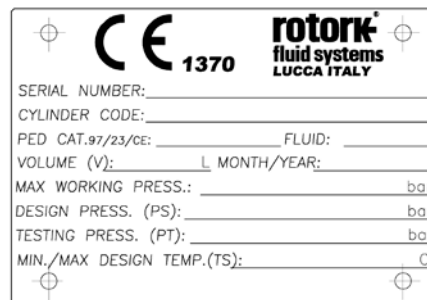 CE 1370
rotork
fluid systems
LUCCA ITALY
SERIAL NUMBER:
CYLINDER CODE:
PED CAT.97/23/CE: FLUID:
VOLUME (V): L MONTH/YEAR:
MAX WORKING PRESS.: ba
DESIGN PRESS. (PS): ba
TESTING PRESS. (PT): ba
MIN./MAX DESIGN TEMP.(TS):